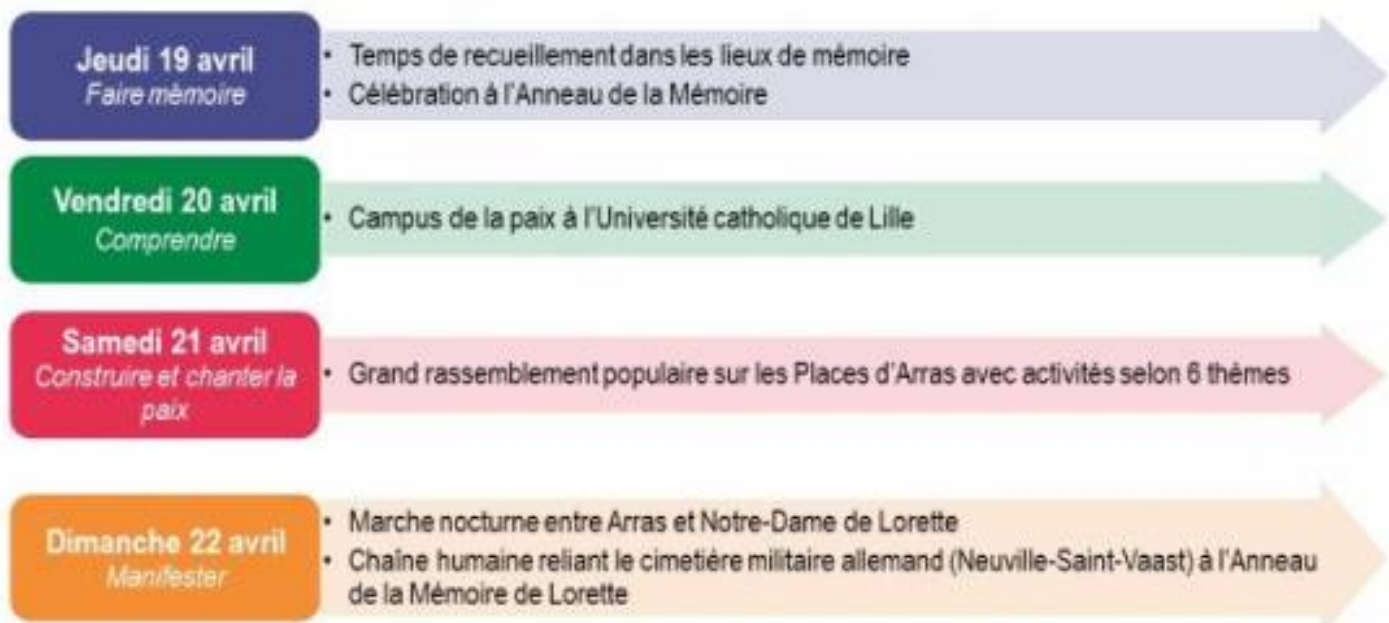 Jeudi 19 avril
Faire mémoire
• Temps de recueillement dans les lieux de mémoire
• Célébration à l'Anneau de la Mémoire
Vendredi 20 avril
Comprendre
• Campus de la paix à l'Université catholique de Lille
Samedi 21 avril
Construire et chanter la
paix
• Grand rassemblement populaire sur les Places d'Arras avec activités selon 6 thèmes
Dimanche 22 avril
Manifester
• Marche nocturne entre Arras et Notre-Dame de Lorette
• Chaîne humaine reliant le cimetière militaire allemand (Neuville-Saint-Vaast) à l'Anneau
de la Mémoire de Lorette